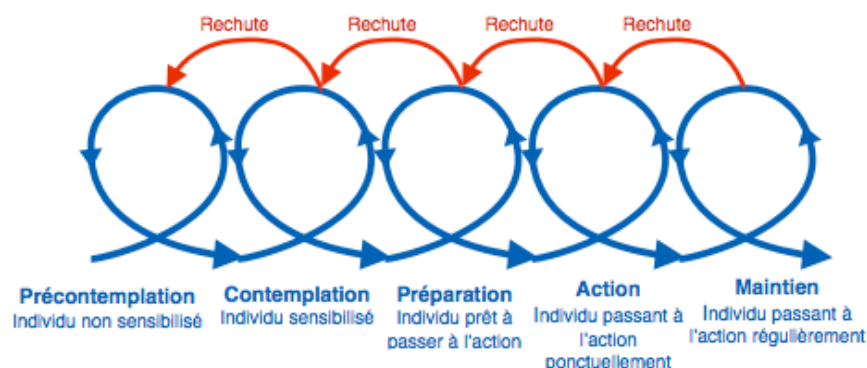 Rechute
Rechute
Rechute
Rechute
Précontemplation
Individu non sensibilisé
Contemplation
Individu sensibilisé
Préparation
Individu prêt à
passer à l'action
Action
Individu passant à
l'action
ponctuellement
Maintien
Individu passant à
l'action régulièrement